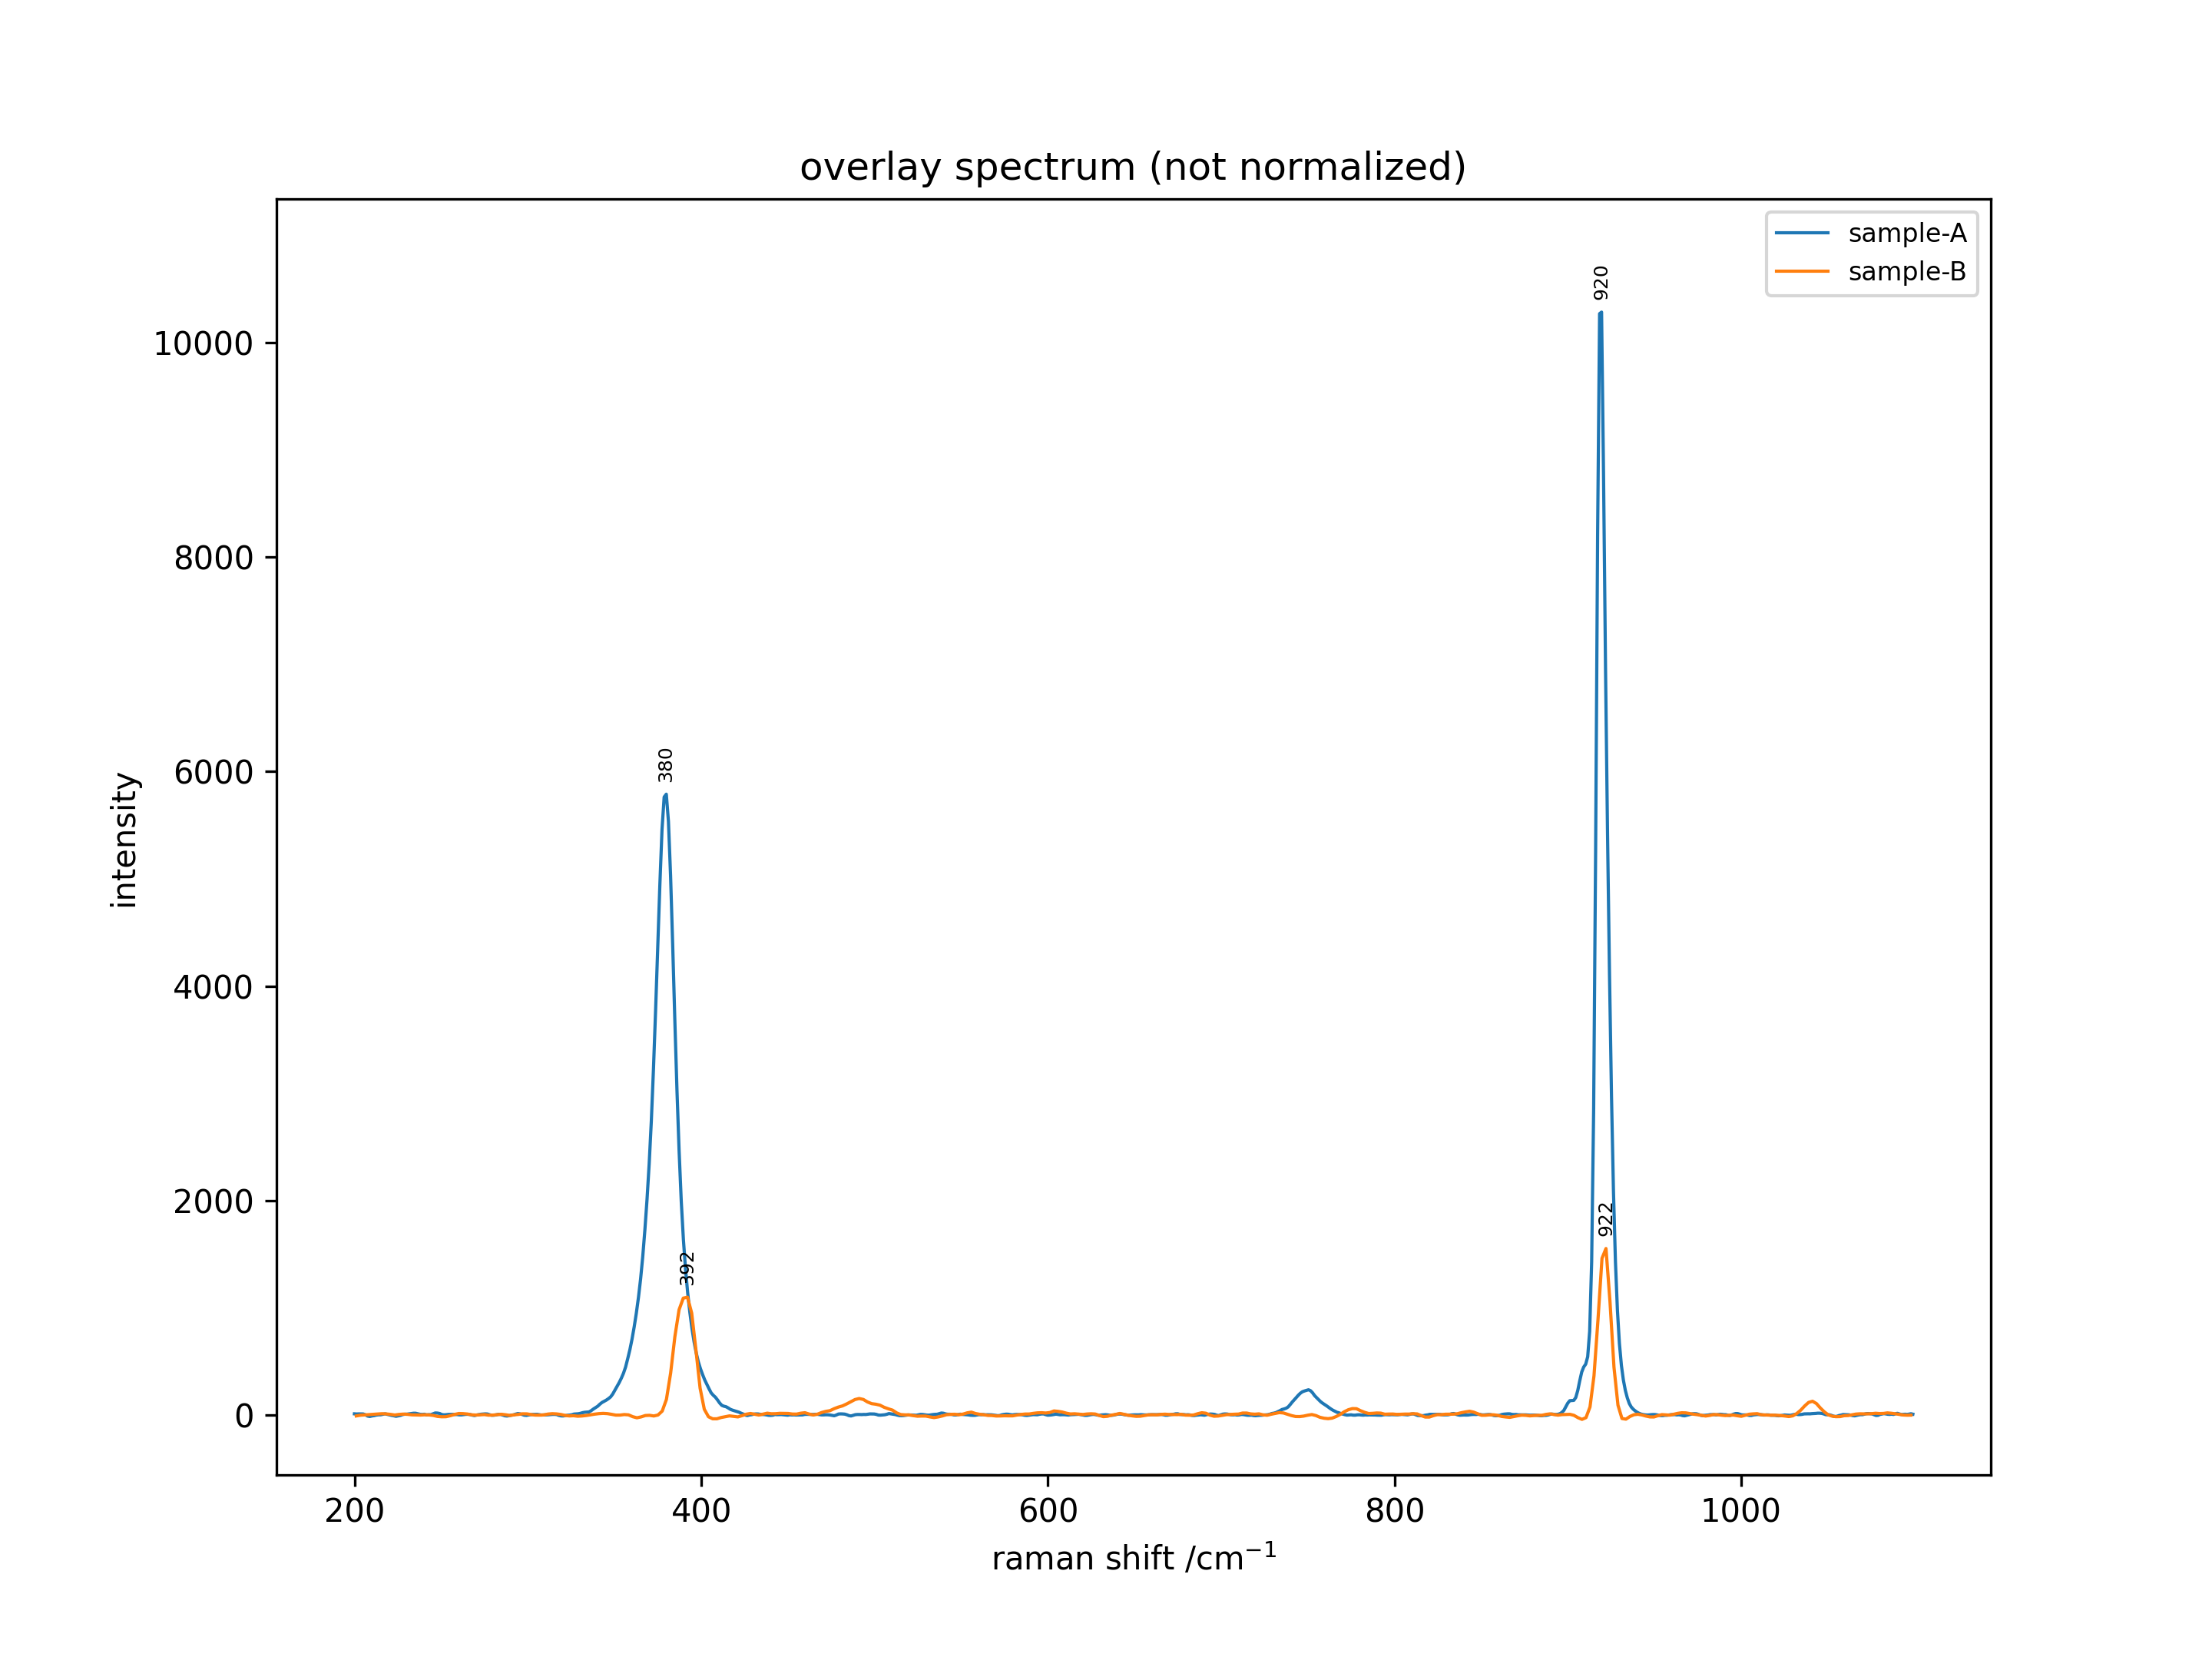 overlay spectrum (not normalized)
sample-A
sample-B
920
10000
8000
380
6000
4000
2000
922
392
0
200 400 600 800 1000
intensity
raman shift /cm⁻¹